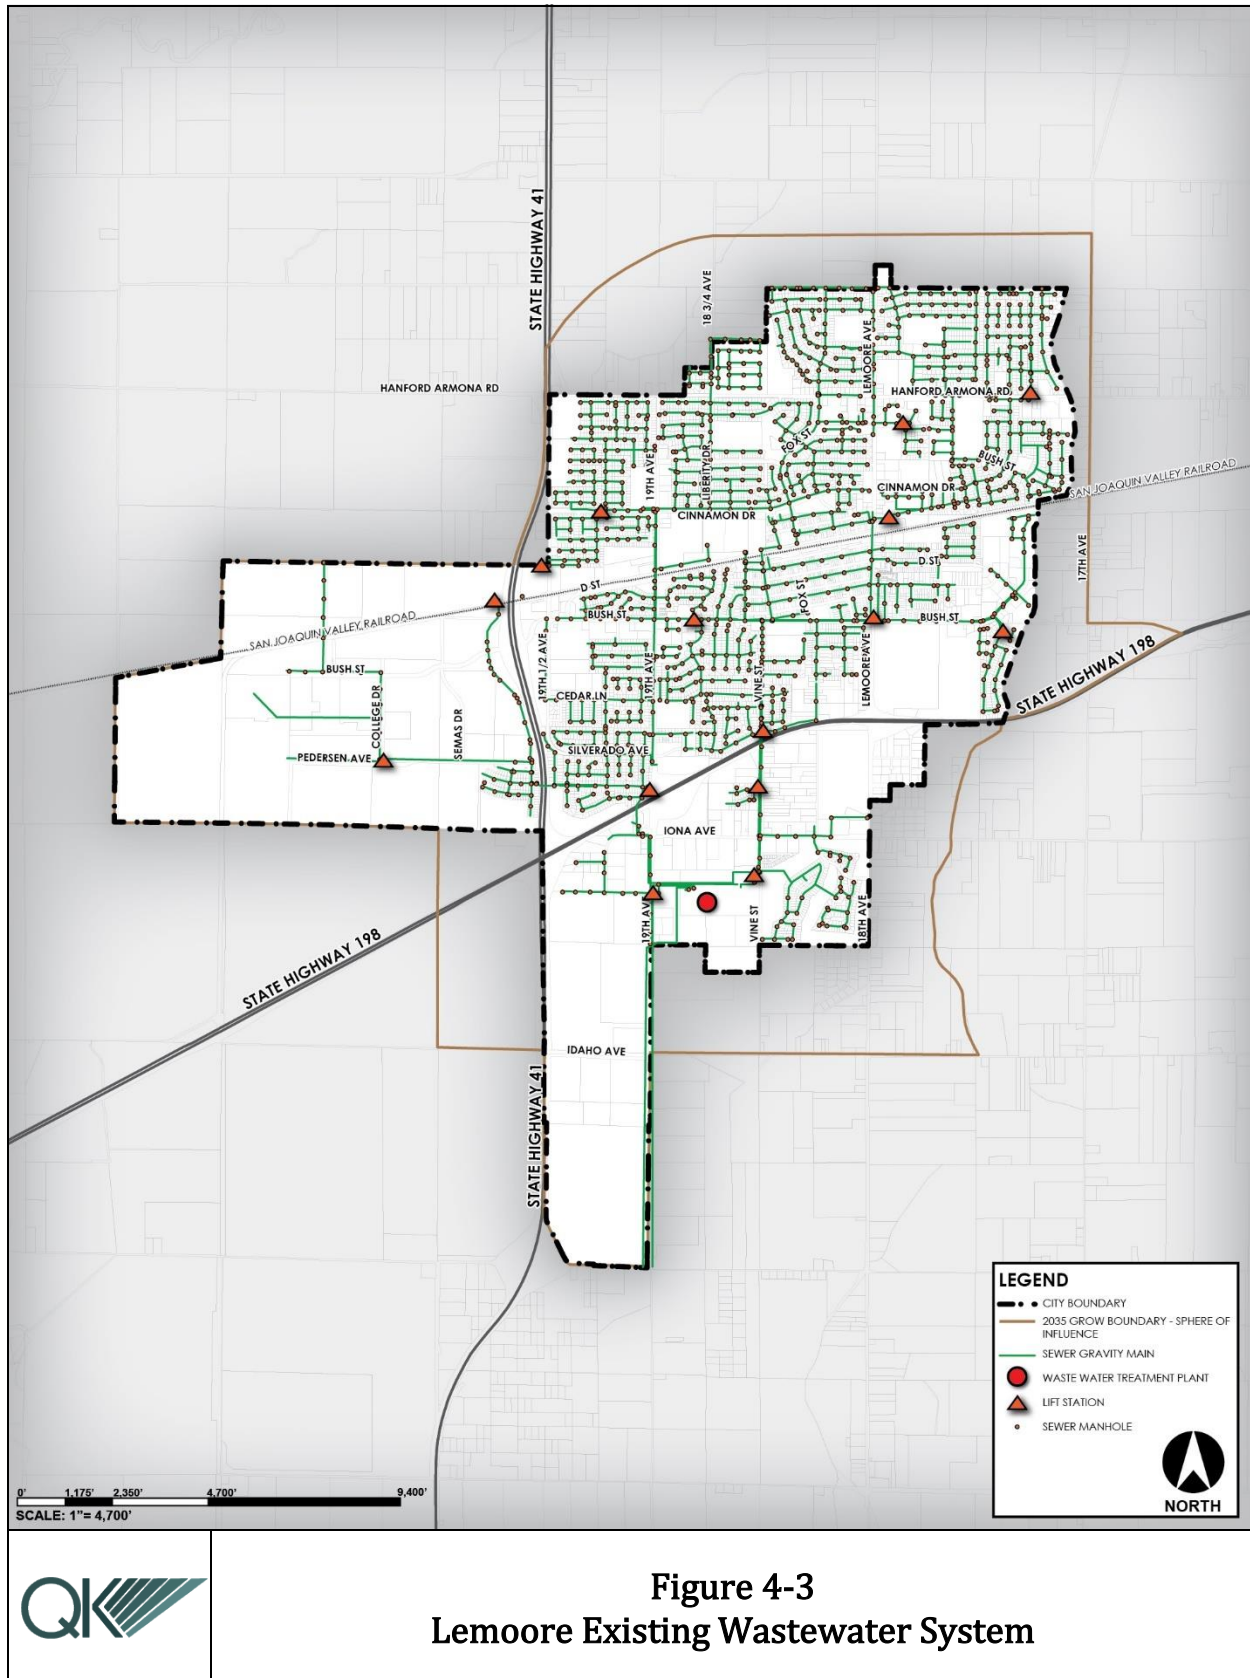 STATE HIGHWAY 41
18 3/4 AVE
LEMOORE AVE
HANFORD ARMONA RD
HANFORD ARMONA RD
FOX ST
BUSH ST
LIBERTY DR
19TH AVE
CINNAMON DR
SAN JOAQUIN VALLEY RAILROAD
CINNAMON DR
17TH AVE
D ST
D ST
FOX ST
BUSH ST
BUSH ST
SAN JOAQUIN VALLEY RAILROAD
19TH 1/2 AVE
19TH AVE
VINE ST
LEMOORE AVE
STATE HIGHWAY 198
BUSH ST
CEDAR LN
COLLEGE DR
SEMAS DR
SILVERADO AVE
PEDERSEN AVE
IONA AVE
19TH AVE
VINE ST
18TH AVE
STATE HIGHWAY 198
IDAHO AVE
STATE HIGHWAY 41
LEGEND
CITY BOUNDARY
2035 GROW BOUNDARY - SPHERE OF
INFLUENCE
SEWER GRAVITY MAIN
WASTE WATER TREATMENT PLANT
LIFT STATION
SEWER MANHOLE
NORTH
0' 1,175' 2,350' 4,700' 9,400'
SCALE: 1"= 4,700'
QK
Figure 4-3
Lemoore Existing Wastewater System